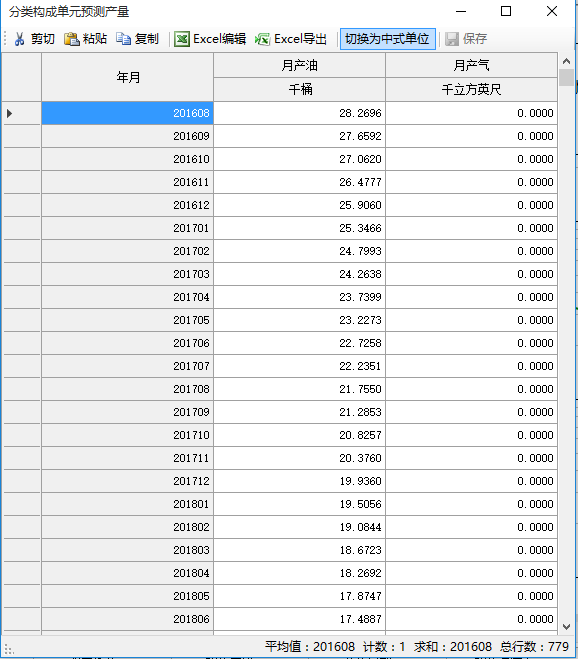 分类构成单元预测产量
剪切 粘贴 复制 Excel编辑 Excel导出 切换为中式单位 保存
年月 月产油 月产气
千桶 千立方英尺
201608 28.2696 0.0000
201609 27.6592 0.0000
201610 27.0620 0.0000
201611 26.4777 0.0000
201612 25.9060 0.0000
201701 25.3466 0.0000
201702 24.7993 0.0000
201703 24.2638 0.0000
201704 23.7399 0.0000
201705 23.2273 0.0000
201706 22.7258 0.0000
201707 22.2351 0.0000
201708 21.7550 0.0000
201709 21.2853 0.0000
201710 20.8257 0.0000
201711 20.3760 0.0000
201712 19.9360 0.0000
201801 19.5056 0.0000
201802 19.0844 0.0000
201803 18.6723 0.0000
201804 18.2692 0.0000
201805 17.8747 0.0000
201806 17.4887 0.0000
平均值：201608 计数：1 求和：201608 总行数：779